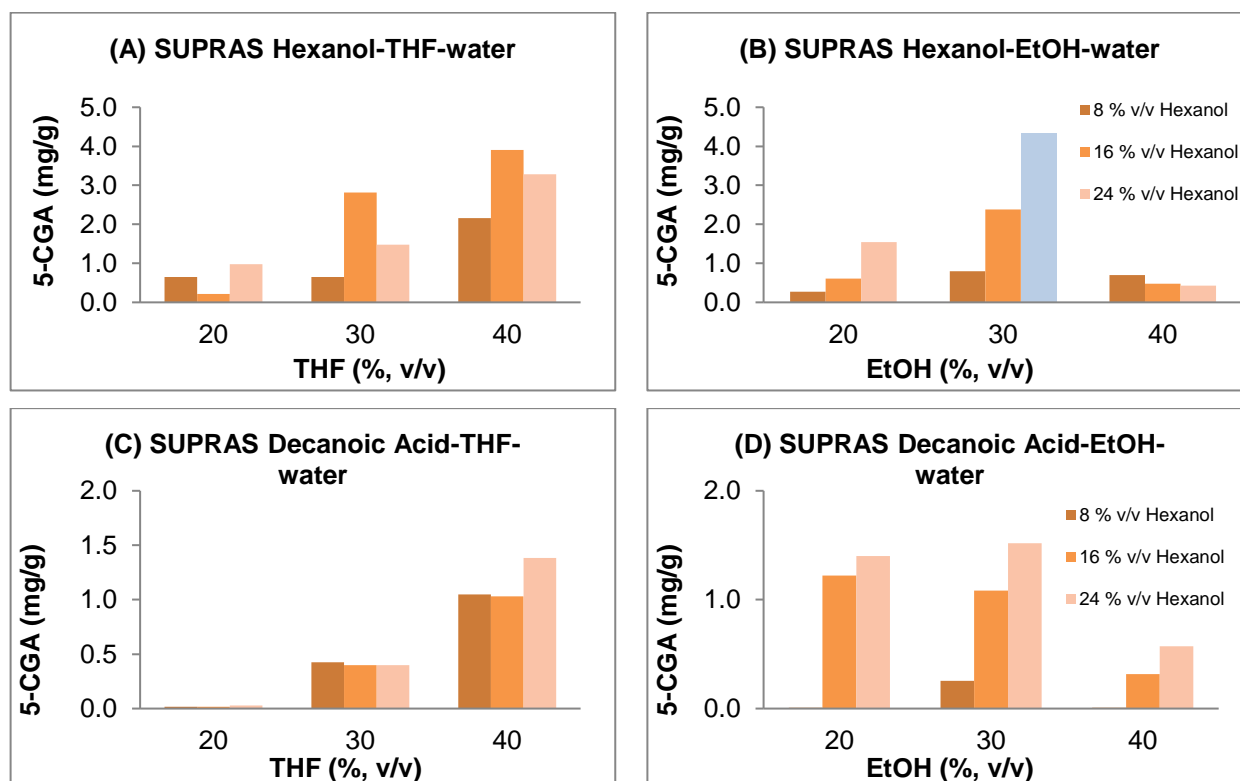 (A) SUPRAS Hexanol-THF-water
5-CGA (mg/g)
5.0
4.0
3.0
2.0
1.0
0.0
20 30 40
THF (%, v/v)
(B) SUPRAS Hexanol-EtOH-water
5-CGA (mg/g)
5.0
4.0
3.0
2.0
1.0
0.0
8 % v/v Hexanol
16 % v/v Hexanol
24 % v/v Hexanol
20 30 40
EtOH (%, v/v)
(C) SUPRAS Decanoic Acid-THF-
water
5-CGA (mg/g)
2.0
1.5
1.0
0.5
0.0
20 30 40
THF (%, v/v)
(D) SUPRAS Decanoic Acid-EtOH-
water
5-CGA (mg/g)
2.0
1.0
0.0
8 % v/v Hexanol
16 % v/v Hexanol
24 % v/v Hexanol
20 30 40
EtOH (%, v/v)